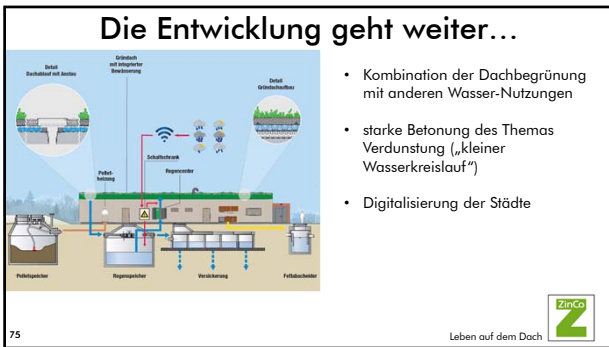 Die Entwicklung geht weiter…
Detail
Dachablauf mit Anstau
Gründach
mit integrierter
Bewässerung
Detail
Gründachaufbau
Schaltschrank
Pellet-
heizung
Regencenter
Pelletspeicher
Regenspeicher
Versickerung
Fettabscheider
• Kombination der Dachbegrünung
mit anderen Wasser-Nutzungen
• starke Betonung des Themas
Verdunstung („kleiner
Wasserkreislauf“)
• Digitalisierung der Städte
75
Leben auf dem Dach
ZinCo